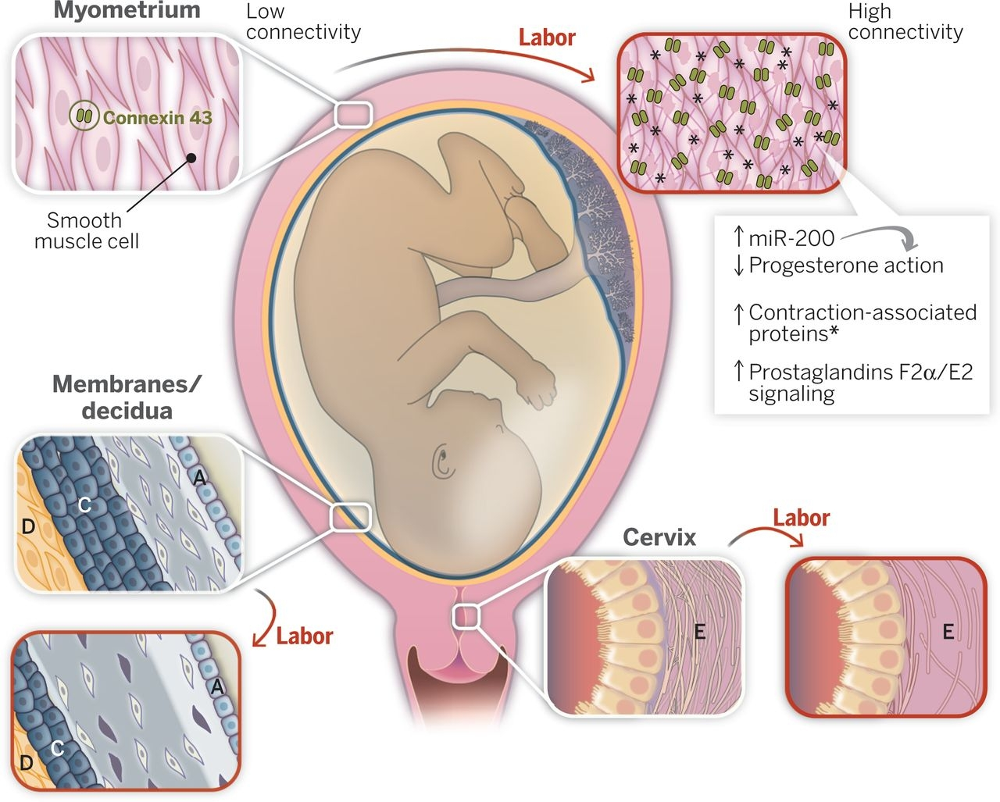 Myometrium
Low
connectivity
Labor
High
connectivity
Connexin 43
Smooth
muscle cell
↑ miR-200
↓ Progesterone action
↑ Contraction-associated
proteins*
↑ Prostaglandins F2α/E2
signaling
Membranes/
decidua
A
C
D
Labor
A
C
D
Cervix
Labor
E
E